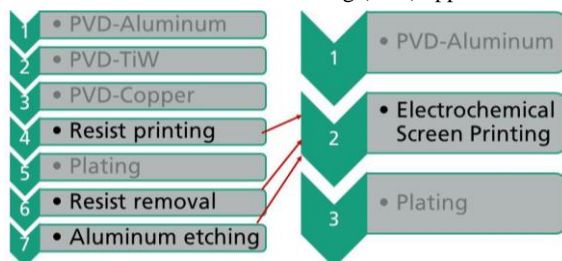 1 • PVD-Aluminum
2 • PVD-TiW
3 • PVD-Copper
4 • Resist printing
5 • Plating
6 • Resist removal
7 • Aluminum etching
1 • PVD-Aluminum
2 • Electrochemical
Screen Printing
3 • Plating